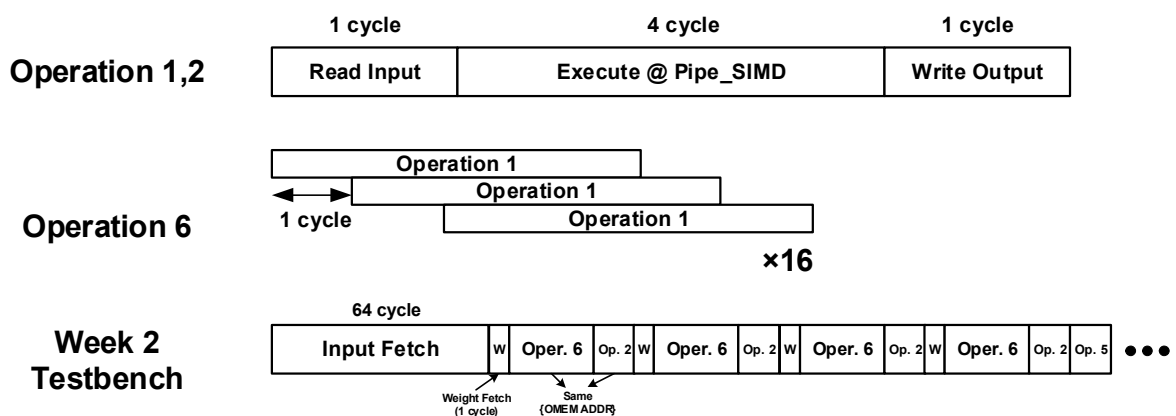 1 cycle 4 cycle 1 cycle
Operation 1,2 Read Input Execute @ Pipe_SIMD Write Output
Operation 1
Operation 1
Operation 1
1 cycle
Operation 6
×16
64 cycle
Week 2
Testbench
Input Fetch W Oper. 6 Op. 2 W Oper. 6 Op. 2 W Oper. 6 Op. 2 W Oper. 6 Op. 2 Op. 5 •••
Weight Fetch
(1 cycle)
Same
{OMEM ADDR}